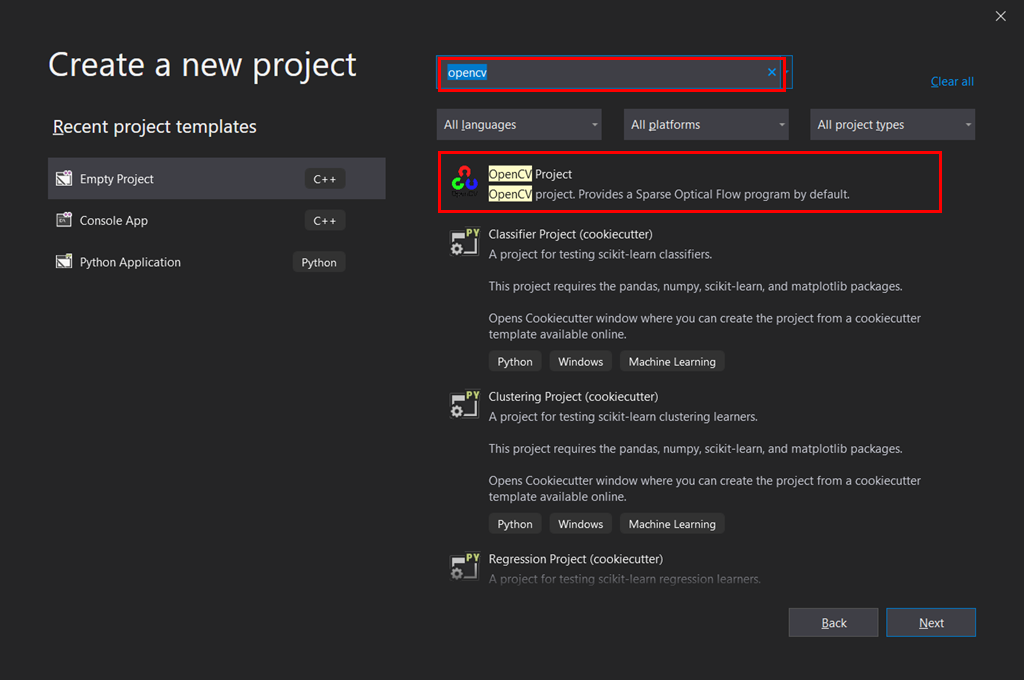 Create a new project
Recent project templates
Empty Project C++
Console App C++
Python Application Python
opencv
Clear all
All languages All platforms All project types
OpenCV Project
OpenCV project. Provides a Sparse Optical Flow program by default.
PY
Classifier Project (cookiecutter)
A project for testing scikit-learn classifiers.
This project requires the pandas, numpy, scikit-learn, and matplotlib packages.
Opens Cookiecutter window where you can create the project from a cookiecutter
template available online.
Python Windows Machine Learning
PY
Clustering Project (cookiecutter)
A project for testing scikit-learn clustering learners.
This project requires the pandas, numpy, scikit-learn, and matplotlib packages.
Opens Cookiecutter window where you can create the project from a cookiecutter
template available online.
Python Windows Machine Learning
PY
Regression Project (cookiecutter)
A project for testing scikit-learn regression learners.
Back Next